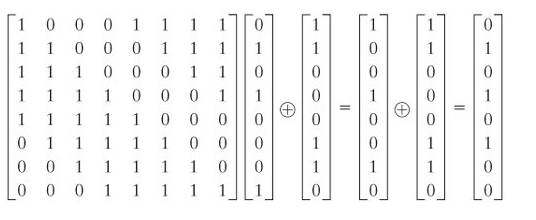 1 0 0 0 1 1 1 1 0 1 1 1 0
1 1 0 0 0 1 1 1 1 1 0 1 1
1 1 1 0 0 0 1 1 0 0 0 0 0
1 1 1 1 0 0 0 1 1 0 1 0 1
1 1 1 1 1 0 0 0 0 ⊕ 0 = 0 ⊕ 0 = 0
0 1 1 1 1 1 0 0 0 1 0 1 1
0 0 1 1 1 1 1 0 0 1 1 1 0
0 0 0 1 1 1 1 1 1 0 0 0 0